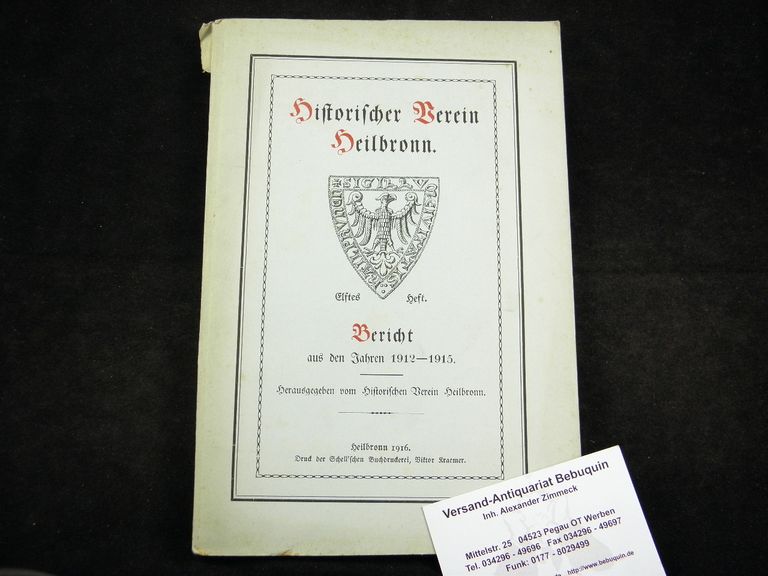 Hiſtoriſcher Verein
Heilbronn.
SIGILLV
Elftes Heft.
Bericht
aus den Jahren 1912—1915.
Herausgegeben vom Hiſtoriſchen Verein Heilbronn.
Heilbronn 1916.
Druck der Schell'ſchen Buchdruckerei, Viktor Kraemer.
Versand-Antiquariat Bebuquin
Inh. Alexander Zimmeck
Mittelstr. 25 04523 Pegau OT Werben
Tel. 034296 - 49696 Fax 034296 - 49697
Funk: 0177 - 8029499
http://www.bebuquin.de